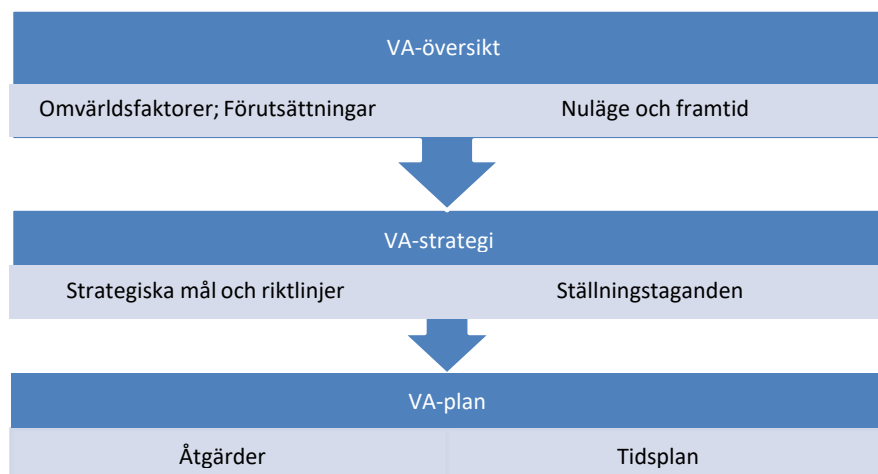 VA-översikt
Omvärldsfaktorer; Förutsättningar
Nuläge och framtid
VA-strategi
Strategiska mål och riktlinjer
Ställningstaganden
VA-plan
Åtgärder
Tidsplan